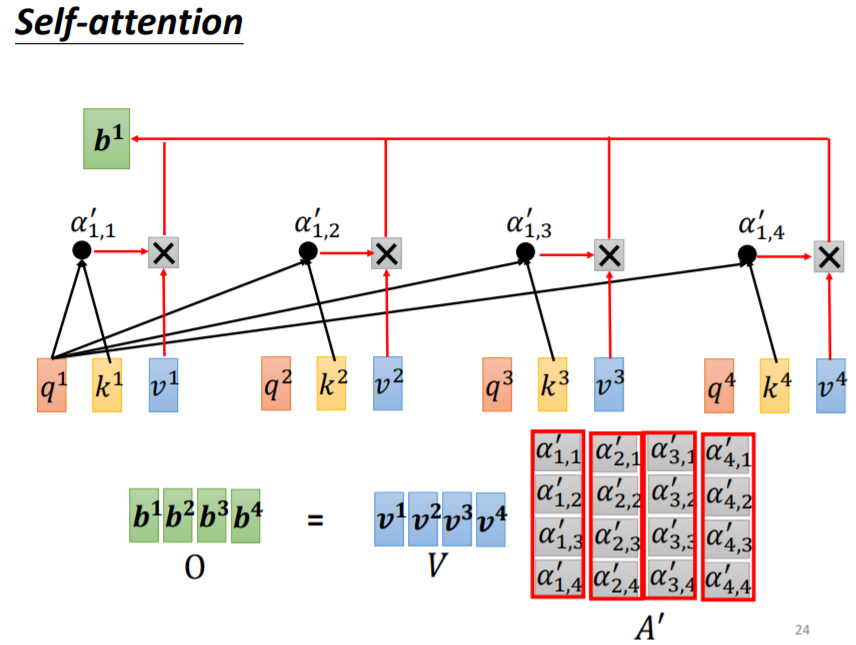 Self-attention
b¹
α′₁,₁ α′₁,₂ α′₁,₃ α′₁,₄
× × × ×
q¹ k¹ v¹ q² k² v² q³ k³ v³ q⁴ k⁴ v⁴
α′₁,₁ α′₂,₁ α′₃,₁ α′₄,₁
α′₁,₂ α′₂,₂ α′₃,₂ α′₄,₂
b¹ b² b³ b⁴ = v¹ v² v³ v⁴
α′₁,₃ α′₂,₃ α′₃,₃ α′₄,₃
O V
α′₁,₄ α′₂,₄ α′₃,₄ α′₄,₄
A′
24